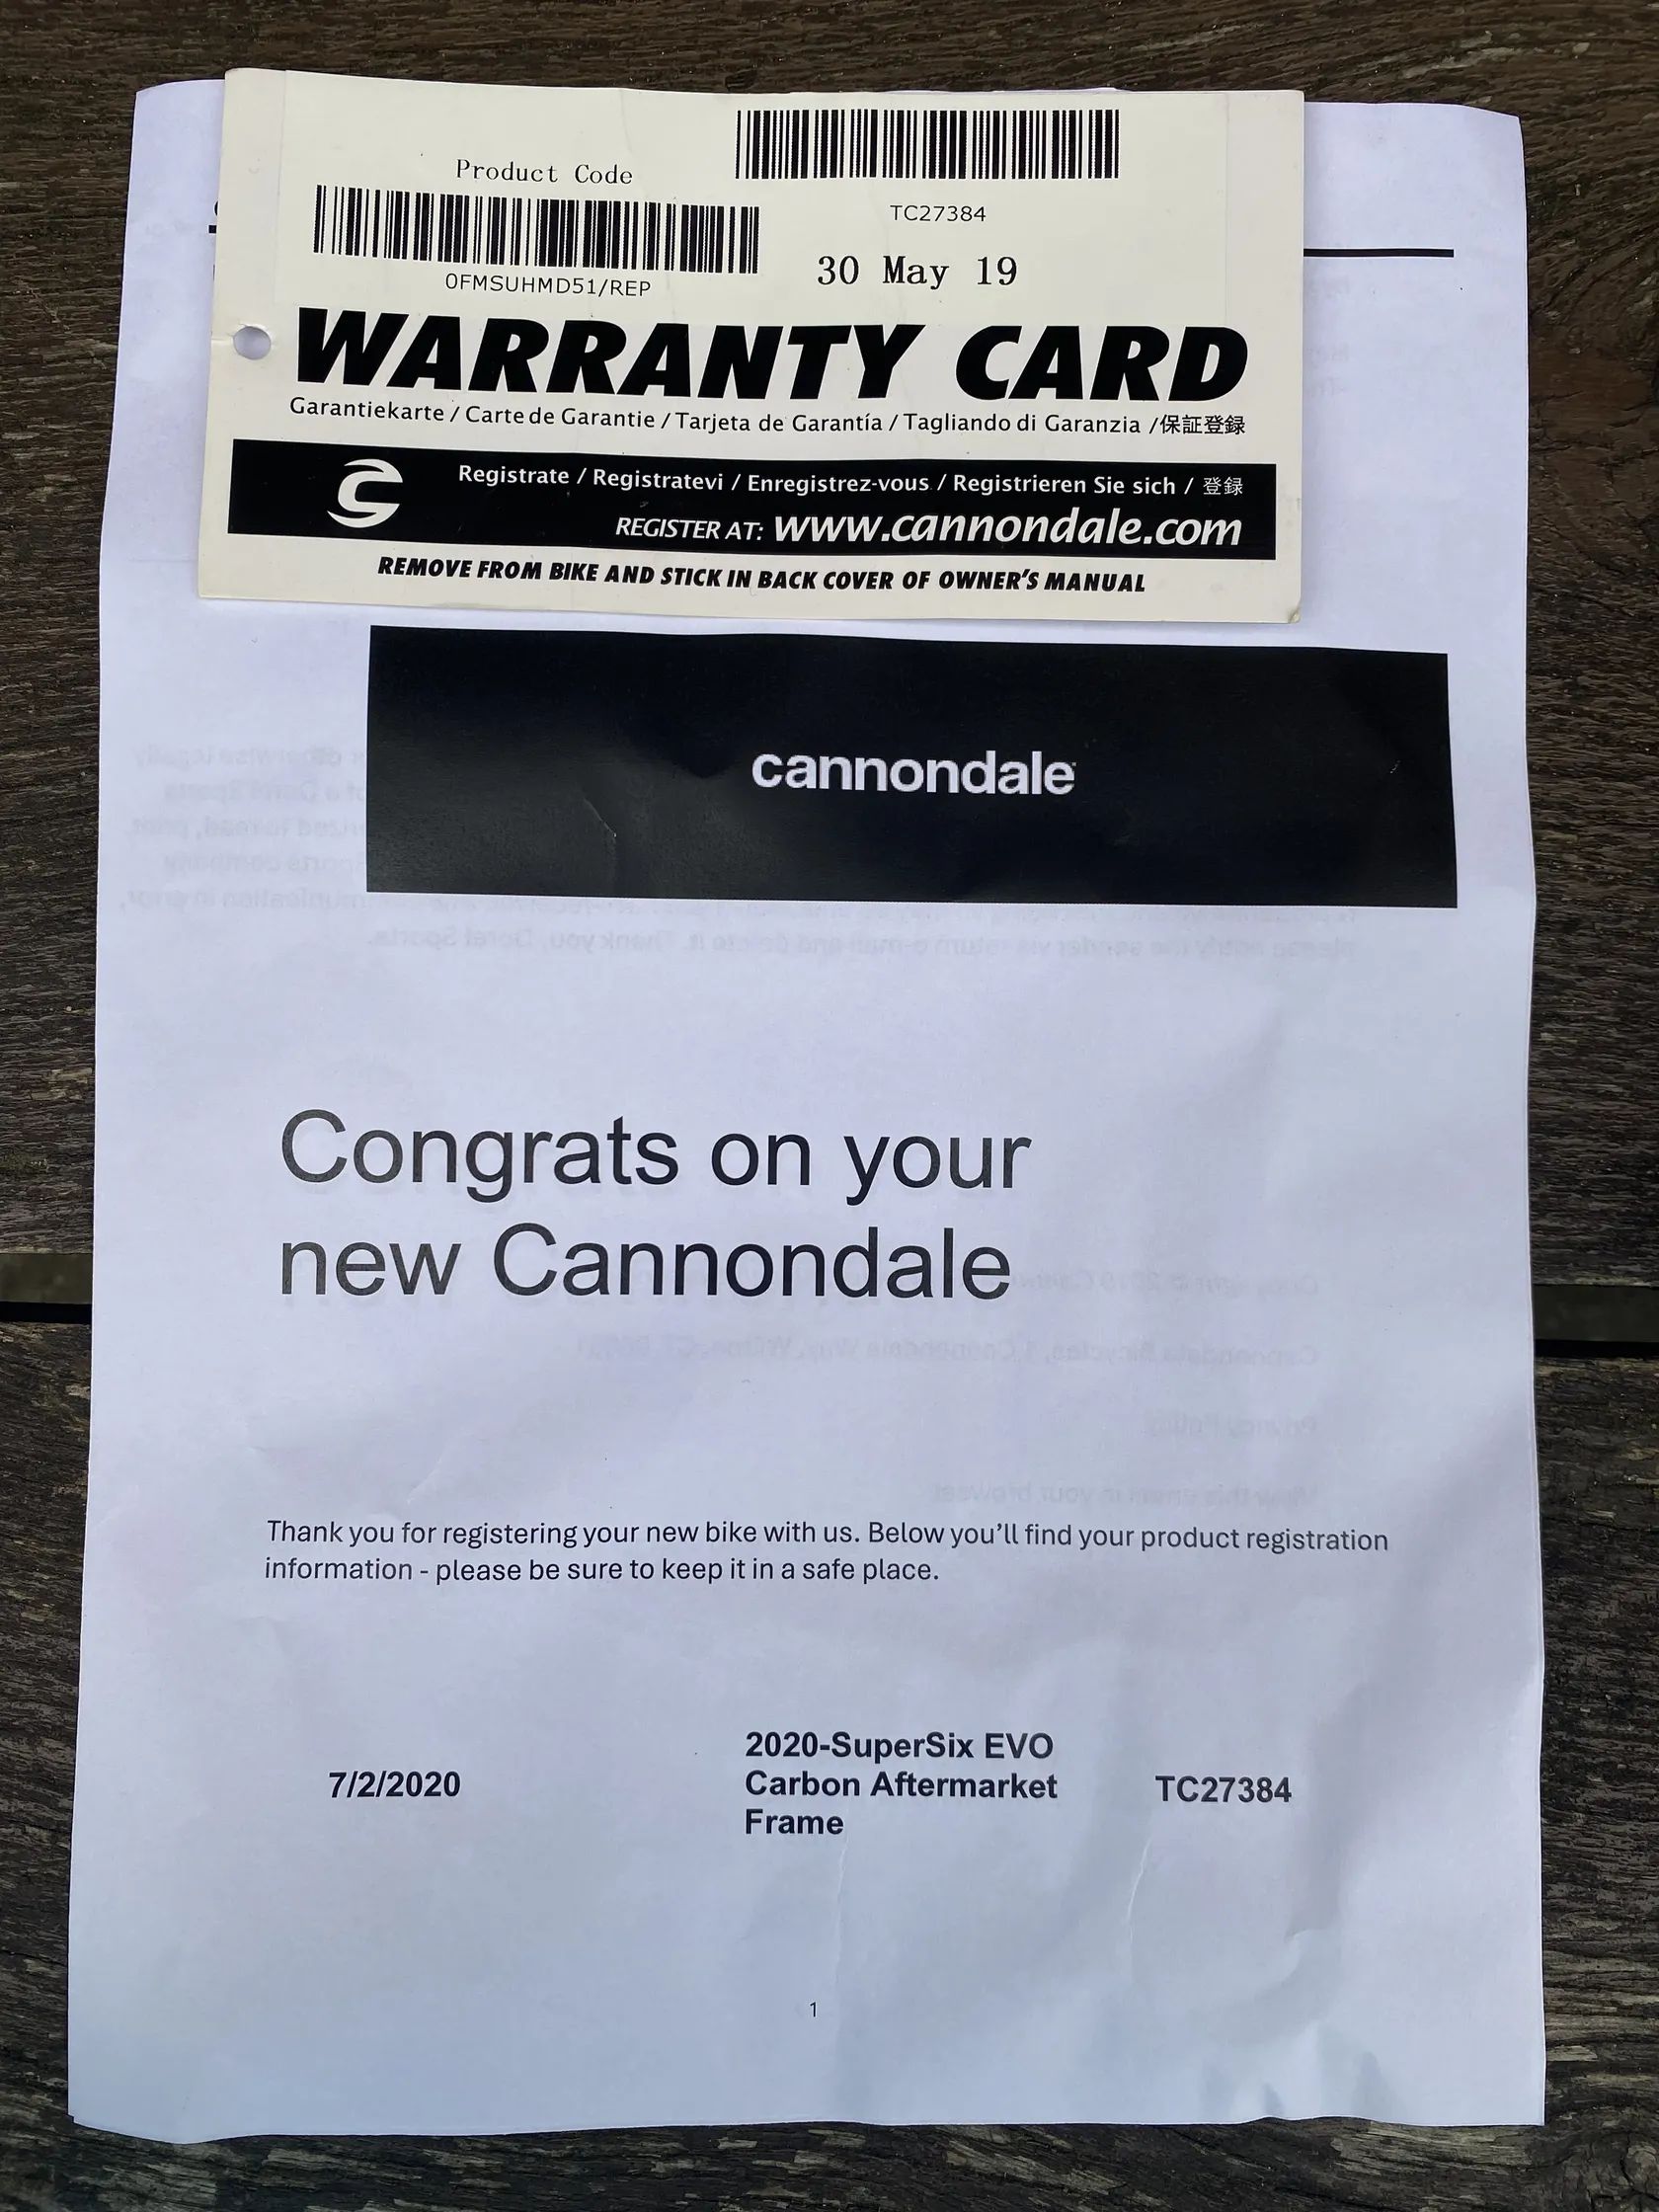 Product Code
TC27384
0FMSUHMD51/REP
30 May 19
WARRANTY CARD
Garantiekarte / Carte de Garantie / Tarjeta de Garantía / Tagliando di Garanzia /保証登録
Registrate / Registratevi / Enregistrez-vous / Registrieren Sie sich / 登録
REGISTER AT: www.cannondale.com
REMOVE FROM BIKE AND STICK IN BACK COVER OF OWNER'S MANUAL
cannondale
Congrats on your
new Cannondale
Thank you for registering your new bike with us. Below you'll find your product registration
information - please be sure to keep it in a safe place.
7/2/2020
2020-SuperSix EVO
Carbon Aftermarket
Frame
TC27384
1